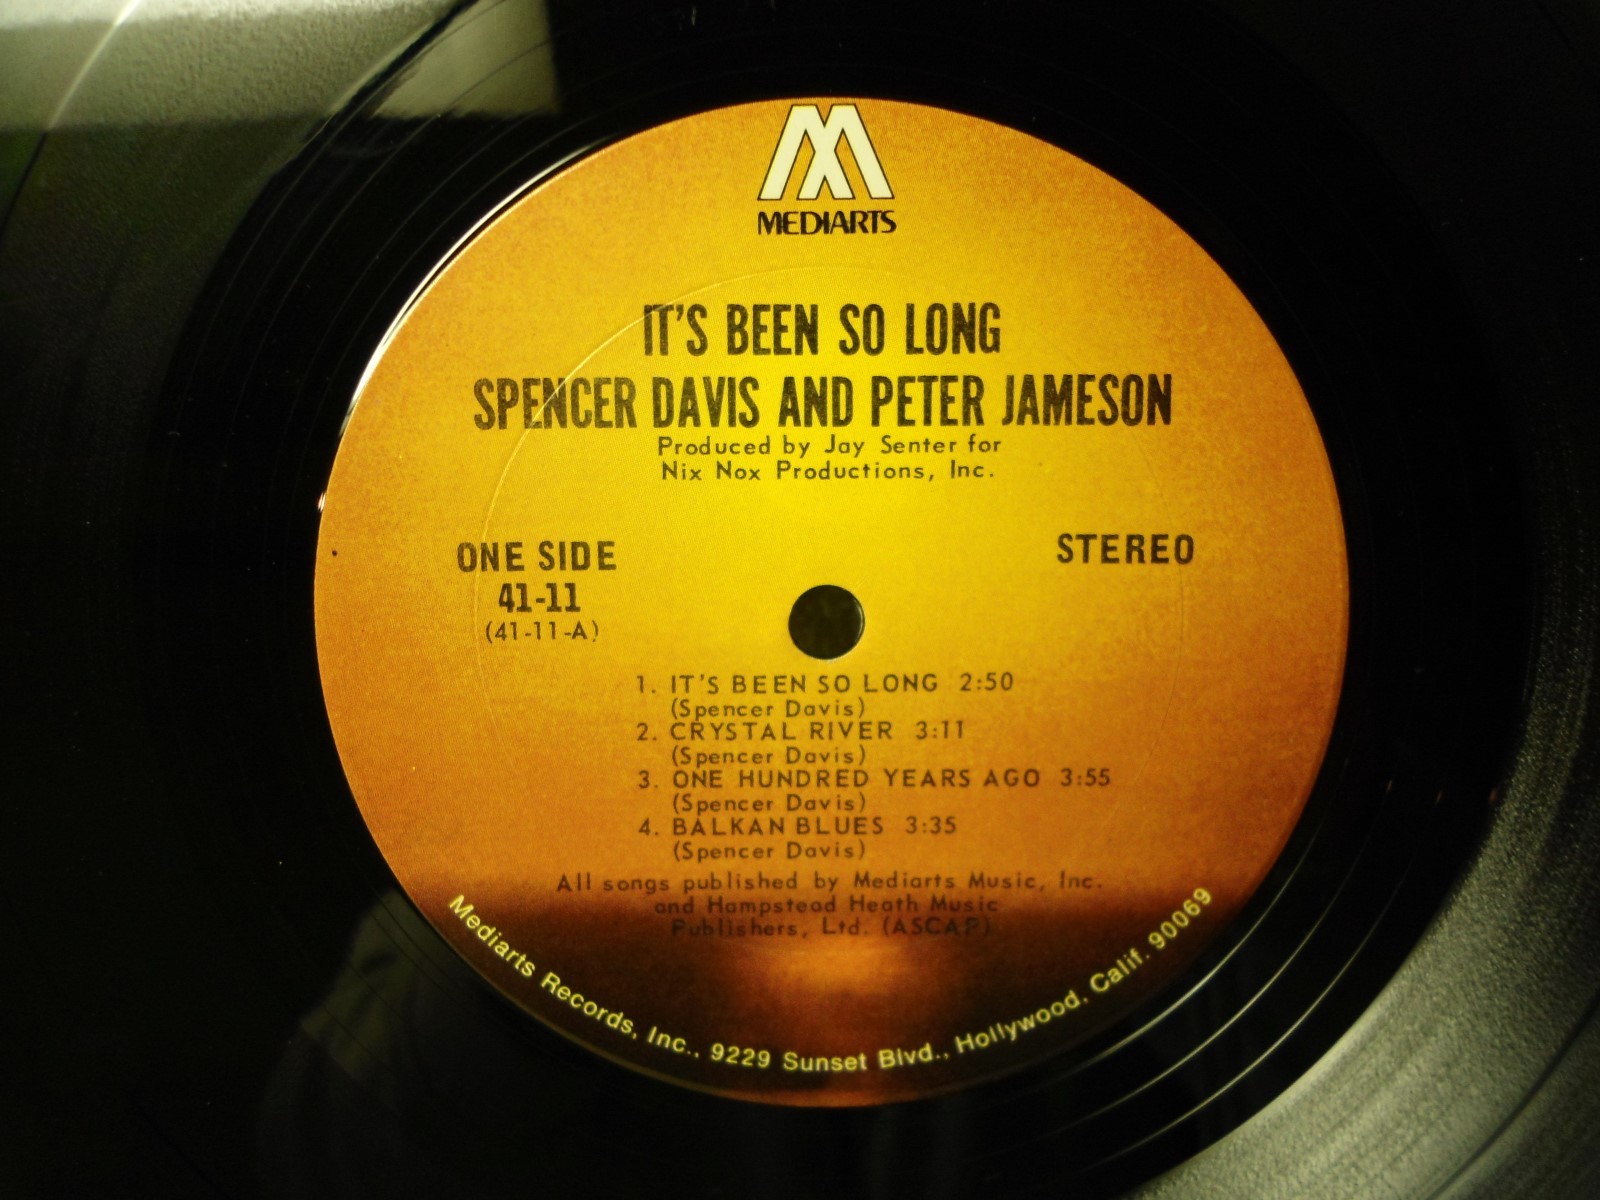 MEDIARTS
IT'S BEEN SO LONG
SPENCER DAVIS AND PETER JAMESON
Produced by Jay Senter for
Nix Nox Productions, Inc.
ONE SIDE
41-11
(41-11-A)
STEREO
1. IT'S BEEN SO LONG 2:50
(Spencer Davis)
2. CRYSTAL RIVER 3:11
(Spencer Davis)
3. ONE HUNDRED YEARS AGO 3:55
(Spencer Davis)
4. BALKAN BLUES 3:35
(Spencer Davis)
All songs published by Mediarts Music, Inc.
and Hampstead Heath Music
Publishers, Ltd. (ASCAP)
Mediarts Records, Inc., 9229 Sunset Blvd., Hollywood, Calif. 90069